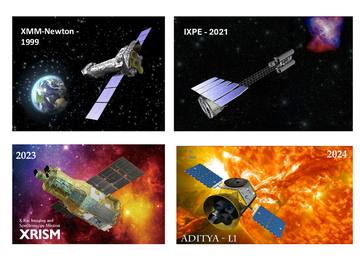 XMM-Newton -
1999
IXPE - 2021
2023
X-Ray Imaging and
Spectroscopy Mission
XRISM
2024
ADITYA - L1